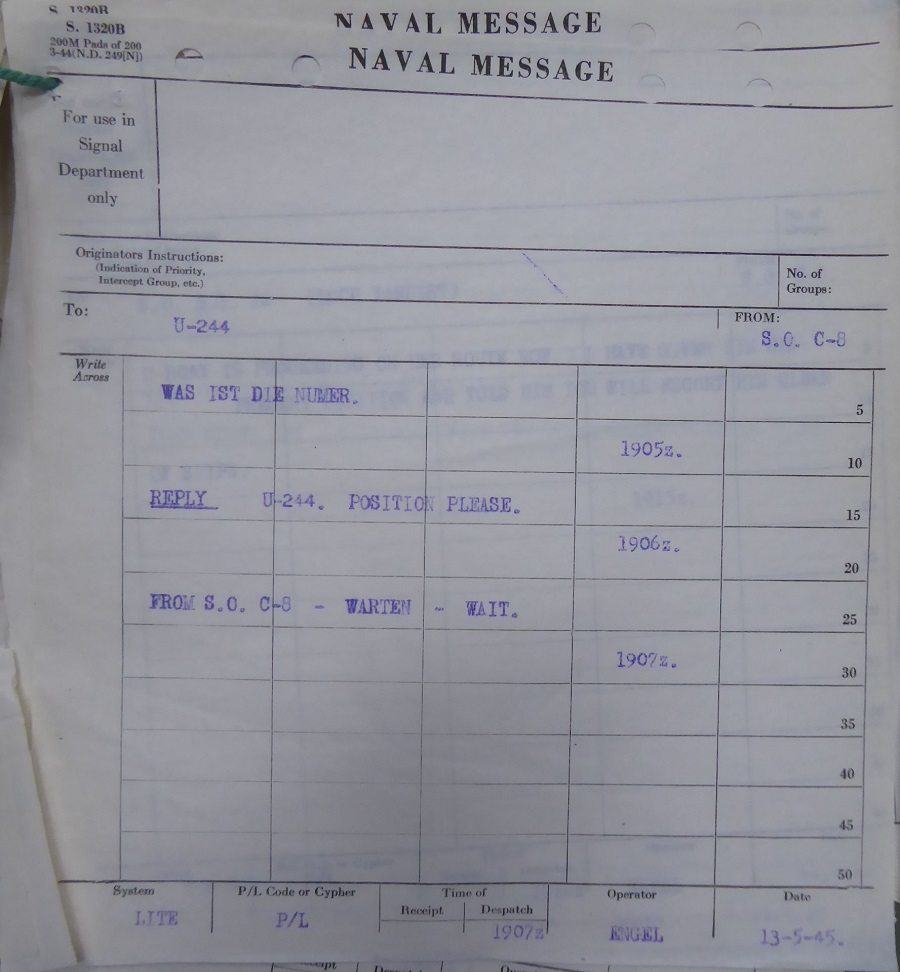 S. 1320B
S. 1320B
NAVAL MESSAGE
200M Pads of 200
3-44(N.D. 249[N])
NAVAL MESSAGE
For use in
Signal
Department
only
Originators Instructions:
(Indication of Priority,
Intercept Group, etc.)
No. of
Groups:
To:
U-244
FROM:
S.O. C-8
Write
Across
WAS IST DIE NUMER.
5
1905z.
10
REPLY U-244. POSITION PLEASE.
15
1906z.
20
FROM S.O. C-8 - WARTEN - WAIT.
25
1907z.
30
35
40
45
50
System
P/L Code or Cypher
Time of
Receipt
Despatch
Operator
Date
LITE
P/L
1907z
ENGEL
13-5-45.